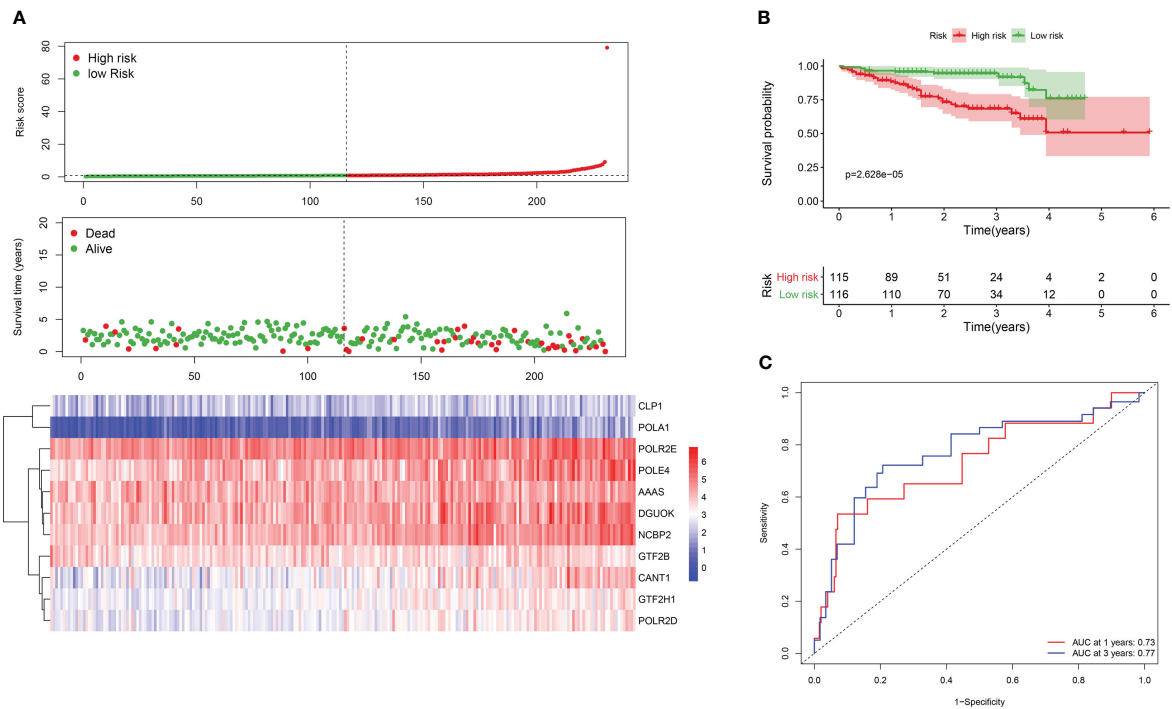 A
80
60
40
20
0
Risk score
High risk
low Risk
0 50 100 150 200
20
15
10
5
0
Survival time (years)
Dead
Alive
0 50 100 150 200
CLP1
POLA1
POLR2E
POLE4
AAAS
DGUOK
NCBP2
GTF2B
CANT1
GTF2H1
POLR2D
6
5
4
3
2
1
0
B
Risk High risk Low risk
1.00
0.75
0.50
0.25
0.00
Survival probability
p=2.628e−05
0 1 2 3 4 5 6
Time(years)
Risk
High risk 115 89 51 24 4 2 0
Low risk 116 110 70 34 12 0 0
0 1 2 3 4 5 6
Time(years)
C
1.0
0.8
0.6
0.4
0.2
0.0
Sensitivity
AUC at 1 years: 0.73
AUC at 3 years: 0.77
0.0 0.2 0.4 0.6 0.8 1.0
1−Specificity